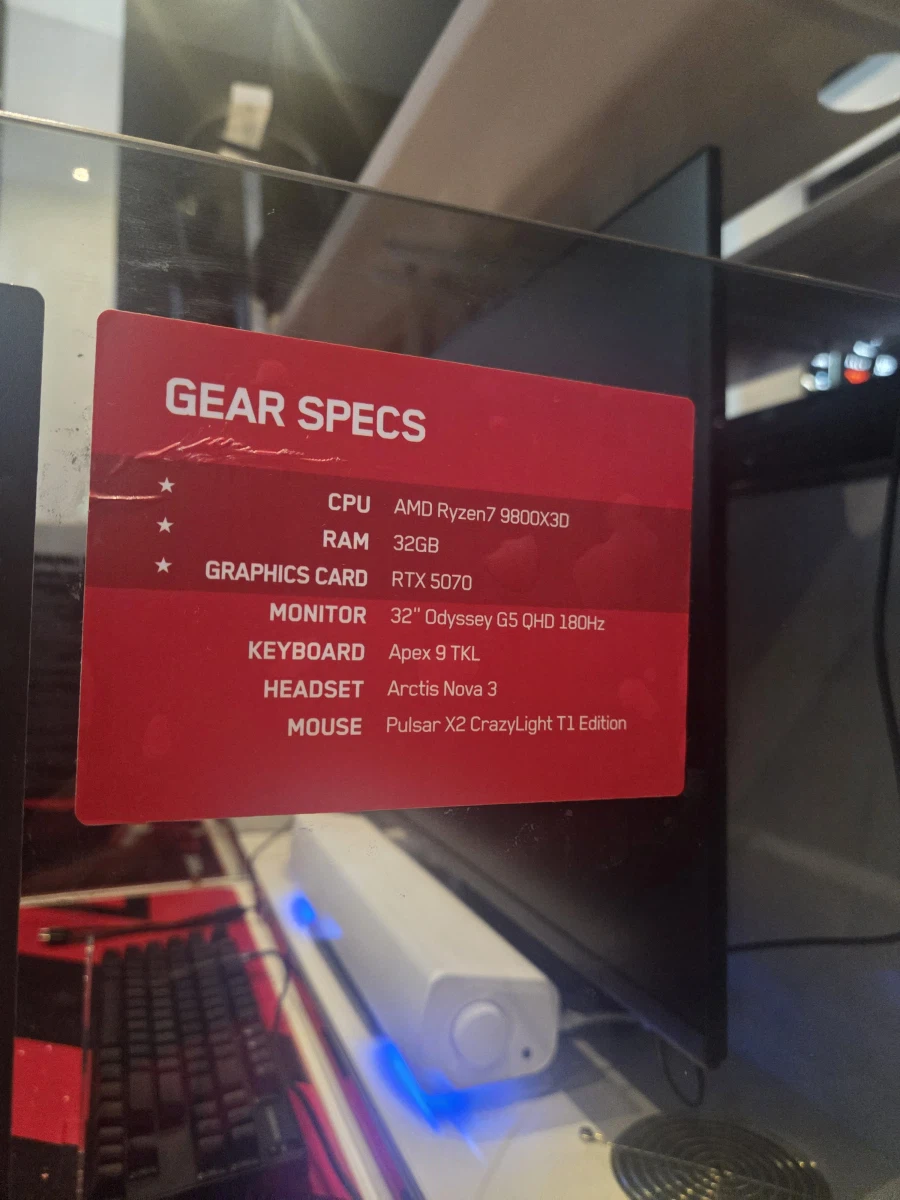 GEAR SPECS
★ CPU AMD Ryzen7 9800X3D
★ RAM 32GB
★ GRAPHICS CARD RTX 5070
MONITOR 32" Odyssey G5 QHD 180Hz
KEYBOARD Apex 9 TKL
HEADSET Arctis Nova 3
MOUSE Pulsar X2 CrazyLight T1 Edition